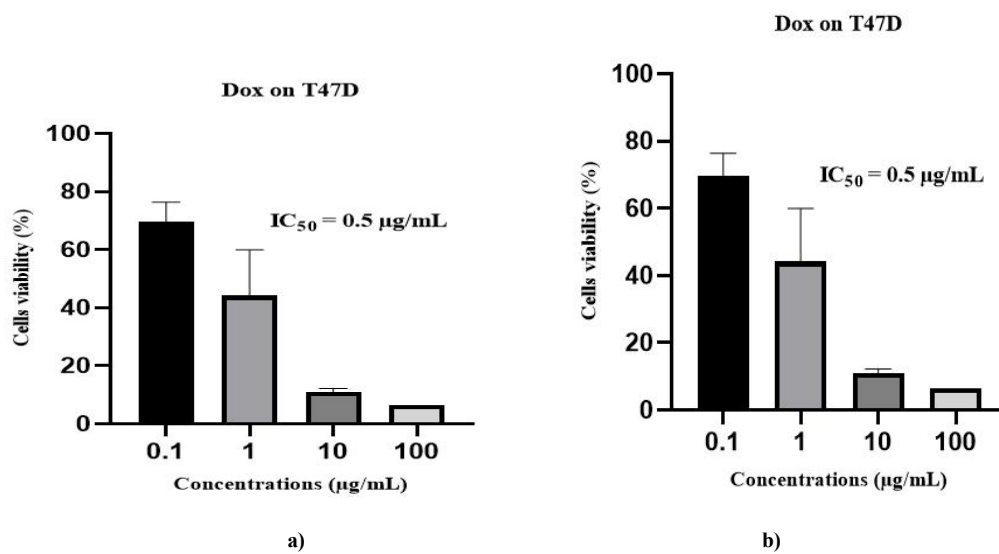 Dox on T47D
100
80
60
40
20
0
Cells viability (%)
IC50 = 0.5 µg/mL
0.1 1 10 100
Concentrations (µg/mL)
a)
Dox on T47D
100
80
60
40
20
0
Cells viability (%)
IC50 = 0.5 µg/mL
0.1 1 10 100
Concentrations (µg/mL)
b)